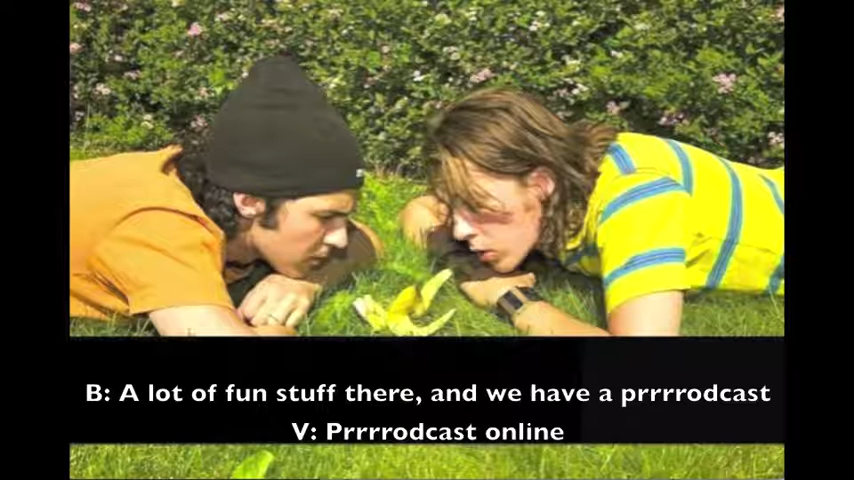 B: A lot of fun stuff there, and we have a prrrrodcast
V: Prrrrodcast online